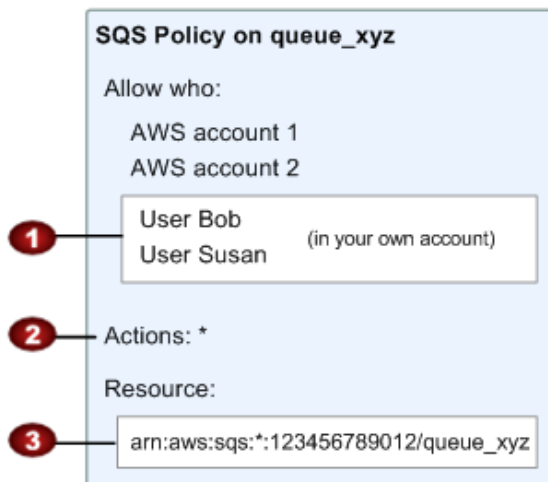 SQS Policy on queue_xyz
Allow who:
AWS account 1
AWS account 2
1 User Bob (in your own account)
User Susan
2 Actions: *
Resource:
3 arn:aws:sqs:*:123456789012/queue_xyz